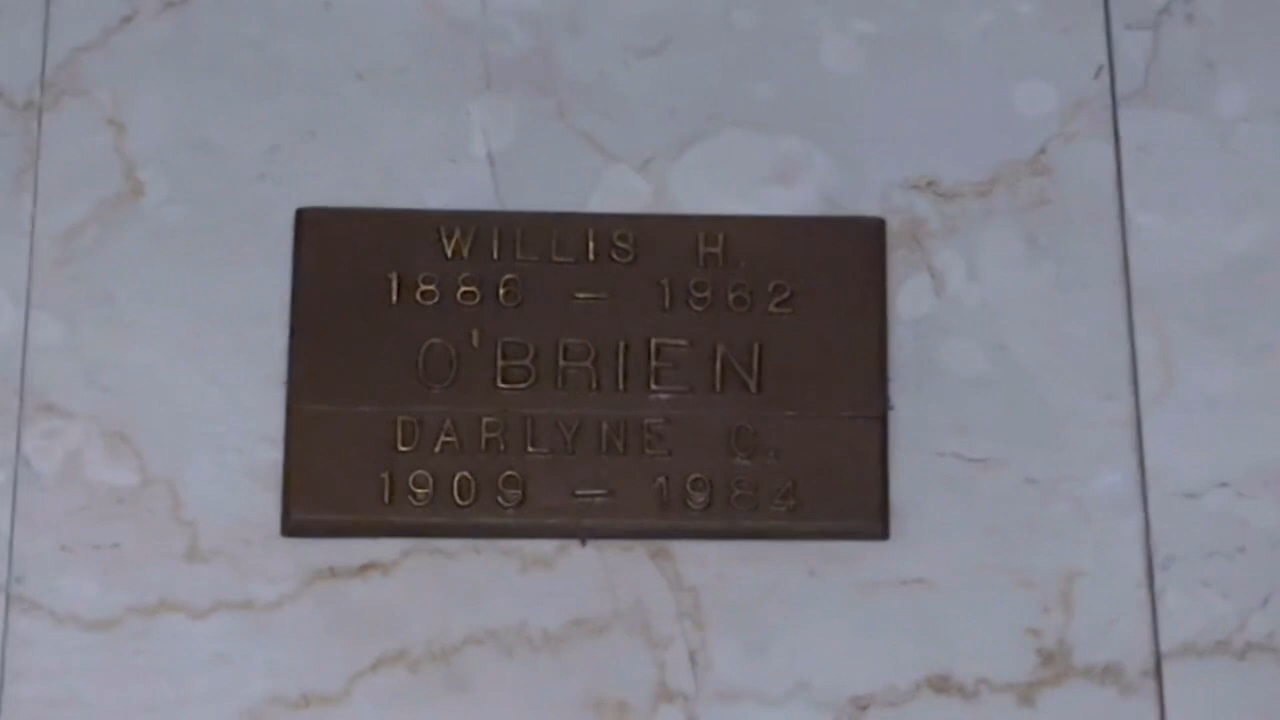 WILLIS H.
1886 — 1962
O'BRIEN
DARLYNE C.
1909 — 1984